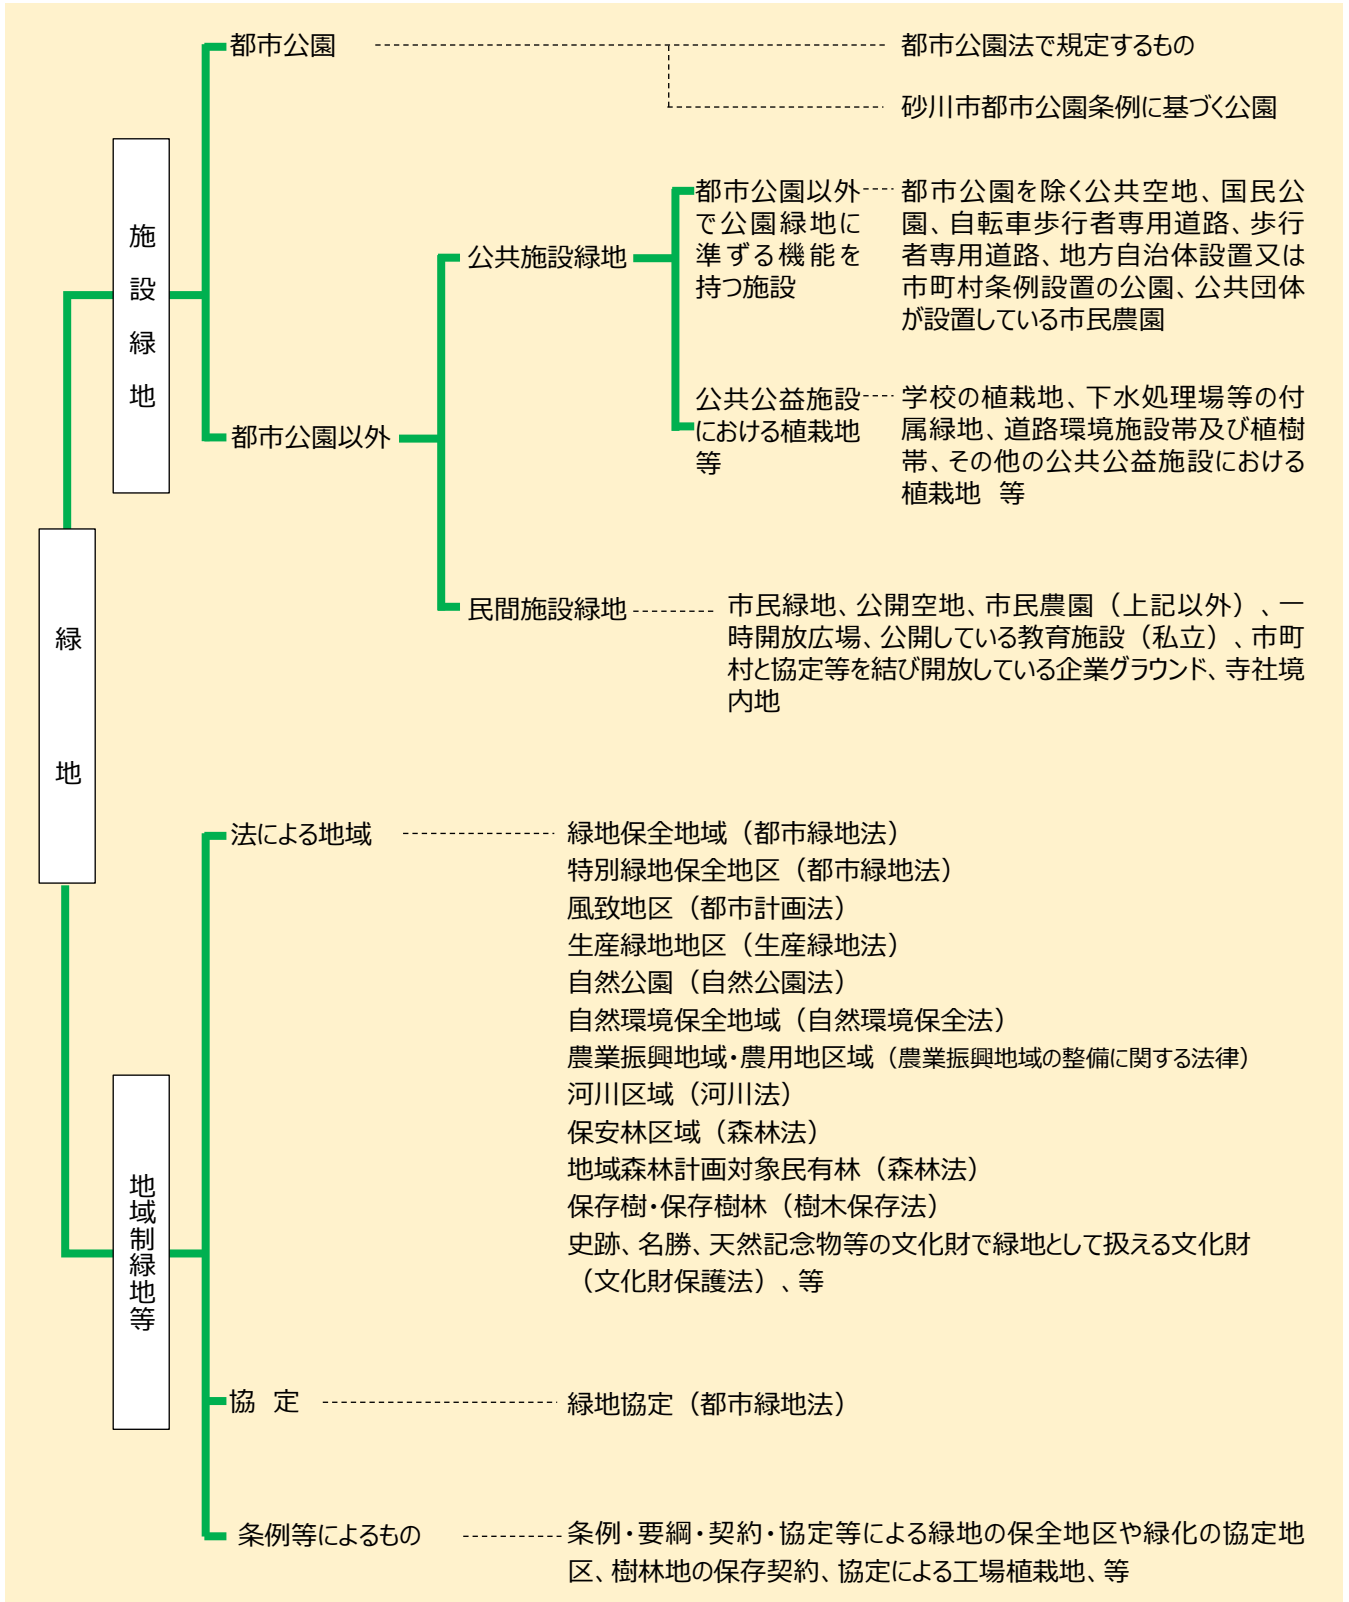 緑地
施設緑地
都市公園
都市公園法で規定するもの
砂川市都市公園条例に基づく公園
都市公園以外
公共施設緑地
都市公園以外
で公園緑地に
準ずる機能を
持つ施設
都市公園を除く公共空地、国民公
園、自転車歩行者専用道路、歩行
者専用道路、地方自治体設置又は
市町村条例設置の公園、公共団体
が設置している市民農園
公共公益施設
における植栽地
等
学校の植栽地、下水処理場等の付
属緑地、道路環境施設帯及び植樹
帯、その他の公共公益施設における
植栽地　等
民間施設緑地
市民緑地、公開空地、市民農園（上記以外）、一
時開放広場、公開している教育施設（私立）、市町
村と協定等を結び開放している企業グラウンド、寺社境
内地
地域制緑地等
法による地域
緑地保全地域（都市緑地法）
特別緑地保全地区（都市緑地法）
風致地区（都市計画法）
生産緑地地区（生産緑地法）
自然公園（自然公園法）
自然環境保全地域（自然環境保全法）
農業振興地域・農用地区域（農業振興地域の整備に関する法律）
河川区域（河川法）
保安林区域（森林法）
地域森林計画対象民有林（森林法）
保存樹・保存樹林（樹木保存法）
史跡、名勝、天然記念物等の文化財で緑地として扱える文化財
（文化財保護法）、等
協　定
緑地協定（都市緑地法）
条例等によるもの
条例・要綱・契約・協定等による緑地の保全地区や緑化の協定地
区、樹林地の保存契約、協定による工場植栽地、等